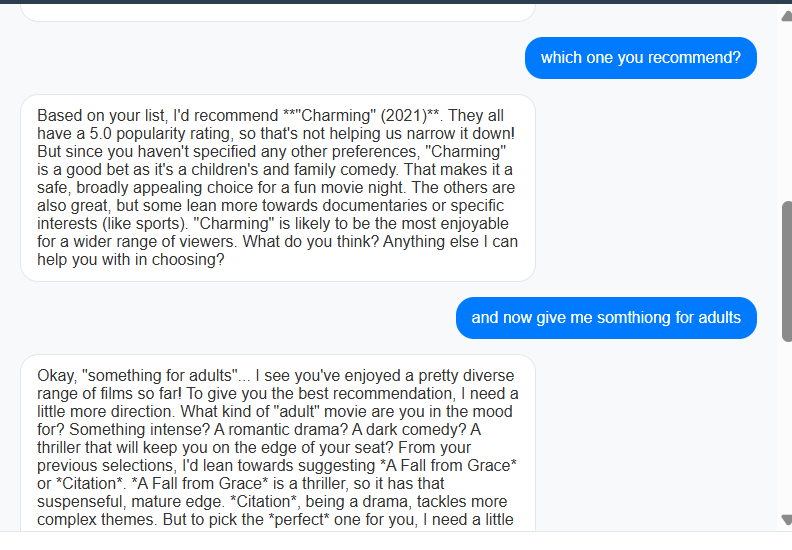 which one you recommend?
Based on your list, I'd recommend **"Charming" (2021)**. They all
have a 5.0 popularity rating, so that's not helping us narrow it down!
But since you haven't specified any other preferences, "Charming"
is a good bet as it's a children's and family comedy. That makes it a
safe, broadly appealing choice for a fun movie night. The others are
also great, but some lean more towards documentaries or specific
interests (like sports). "Charming" is likely to be the most enjoyable
for a wider range of viewers. What do you think? Anything else I can
help you with in choosing?
and now give me somthiong for adults
Okay, "something for adults"... I see you've enjoyed a pretty diverse
range of films so far! To give you the best recommendation, I need a
little more direction. What kind of "adult" movie are you in the mood
for? Something intense? A romantic drama? A dark comedy? A
thriller that will keep you on the edge of your seat? From your
previous selections, I'd lean towards suggesting *A Fall from Grace*
or *Citation*. *A Fall from Grace* is a thriller, so it has that
suspenseful, mature edge. *Citation*, being a drama, tackles more
complex themes. But to pick the *perfect* one for you, I need a little